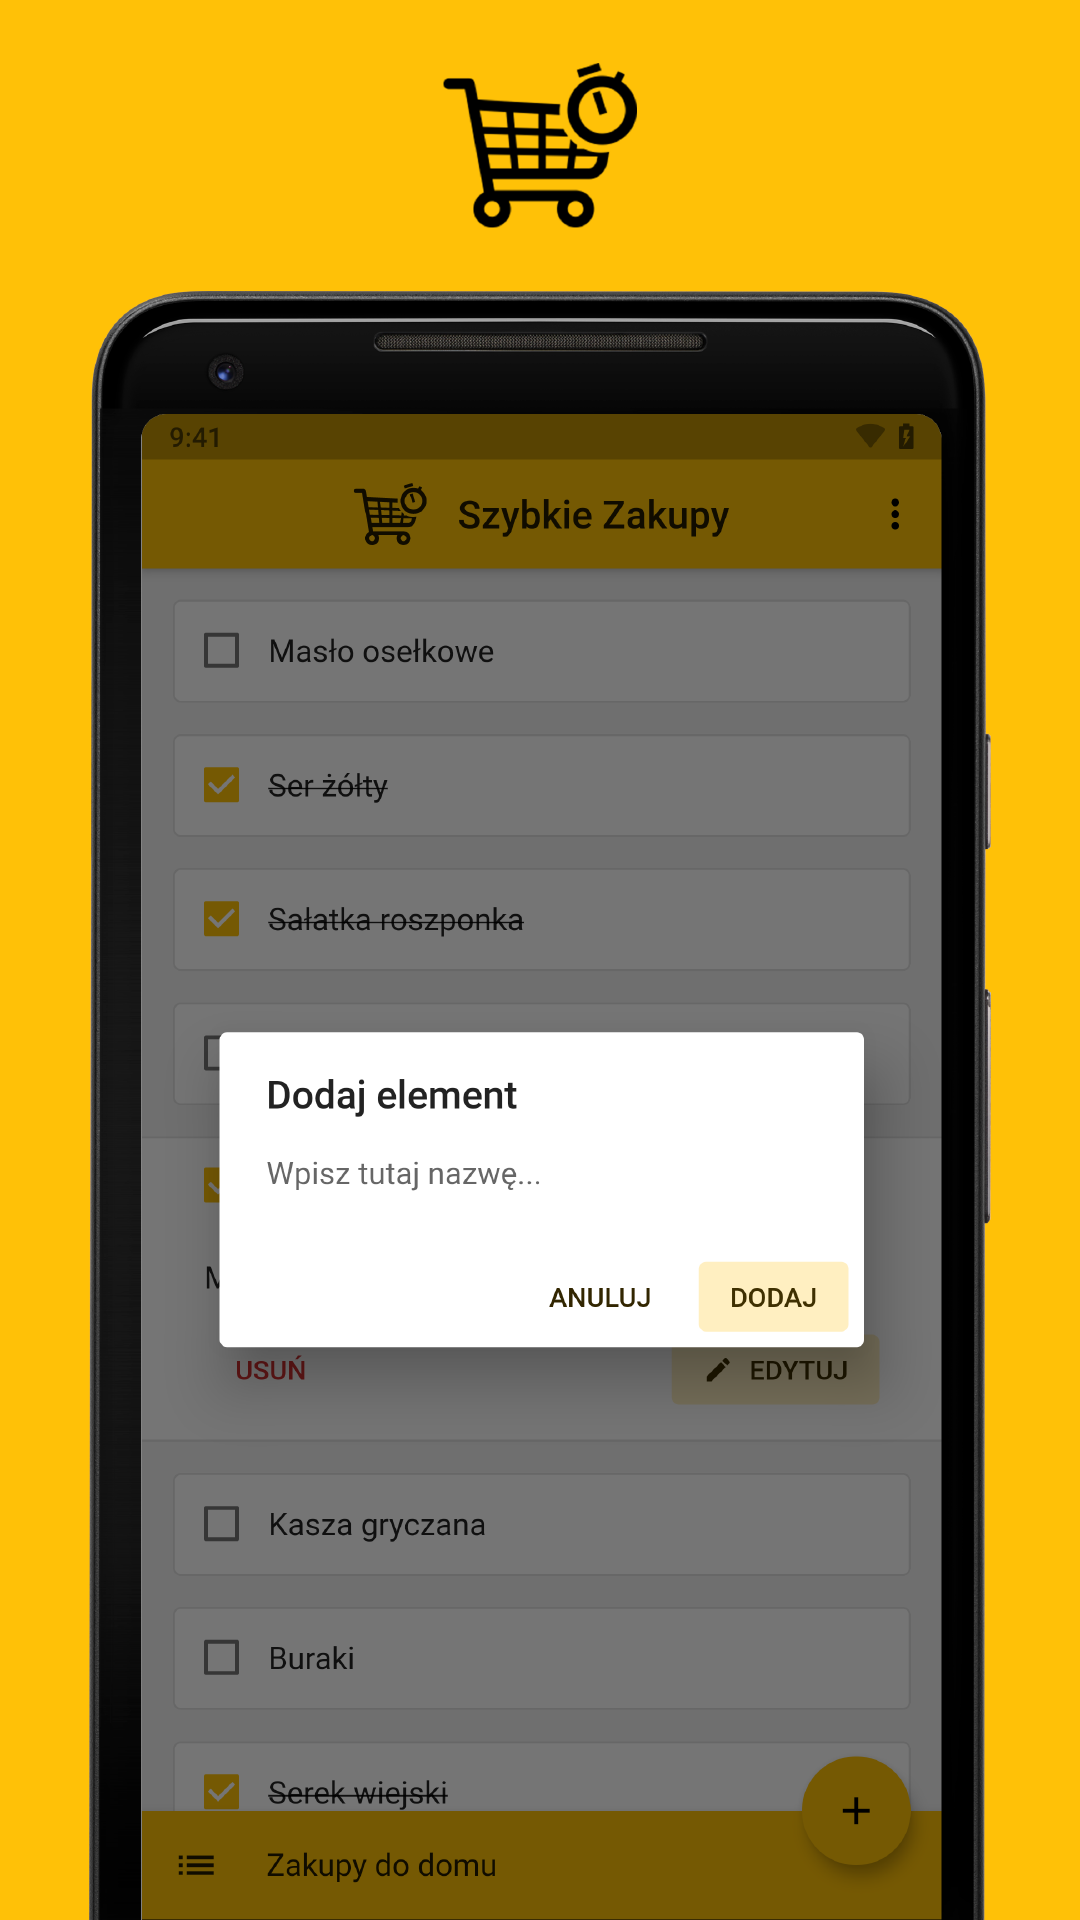 9:41
Szybkie Zakupy
Masło osełkowe
Ser żółty
Sałatka roszponka
Dodaj element
Wpisz tutaj nazwę...
M
ANULUJ
DODAJ
USUŃ
EDYTUJ
Kasza gryczana
Buraki
Serek wiejski
Zakupy do domu